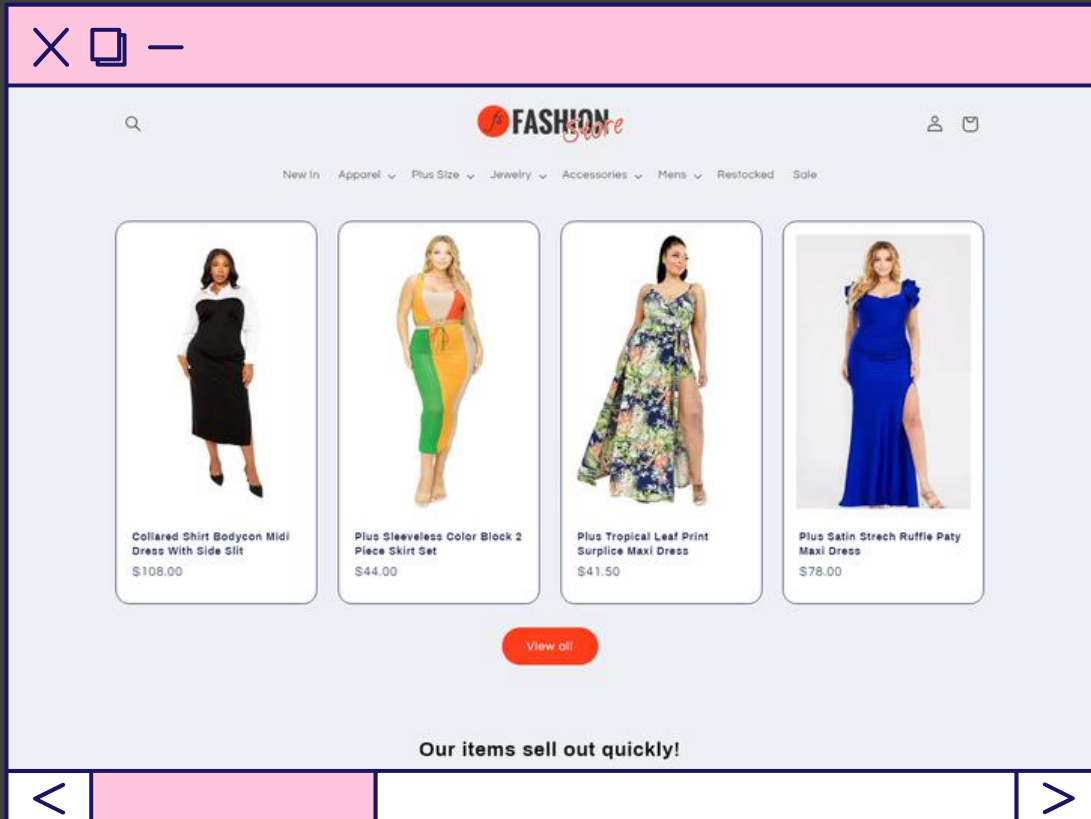 fs FASHION
Store
New In Apparel Plus SIze Jewelry Accessories Mens Restocked Sale
Collared Shirt Bodycon Midi
Dress With Side Slit
$108.00
Plus Sleeveless Color Block 2
Piece Skirt Set
$44.00
Plus Tropical Leaf Print
Surplice Maxi Dress
$41.50
Plus Satin Strech Ruffle Paty
Maxi Dress
$78.00
View all
Our items sell out quickly!